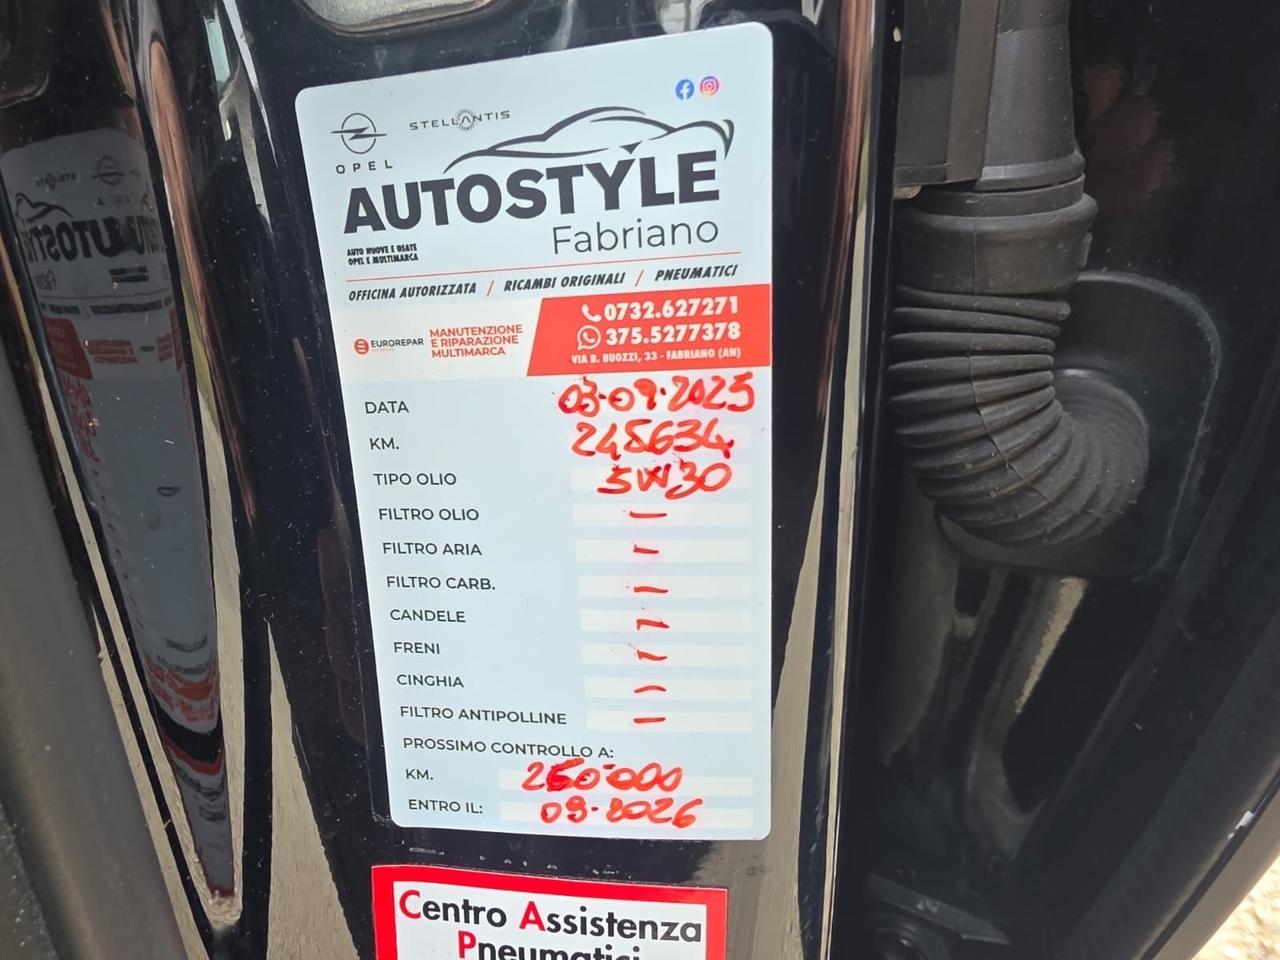 STELLANTIS
OPEL
AUTOSTYLE
Fabriano
AUTO NUOVE E USATE
OPEL E MULTIMARCA
OFFICINA AUTORIZZATA / RICAMBI ORIGINALI / PNEUMATICI
EUROREPAR
MANUTENZIONE
E RIPARAZIONE
MULTIMARCA
0732.627271
375.5277378
VIA B. BUOZZI, 33 - FABRIANO (AN)
DATA 03-09-2025
KM. 245634
TIPO OLIO 5W30
FILTRO OLIO —
FILTRO ARIA —
FILTRO CARB. —
CANDELE —
FRENI —
CINGHIA —
FILTRO ANTIPOLLINE —
PROSSIMO CONTROLLO A:
KM. 260.000
ENTRO IL: 09-2026
Centro Assistenza
Pneumatici